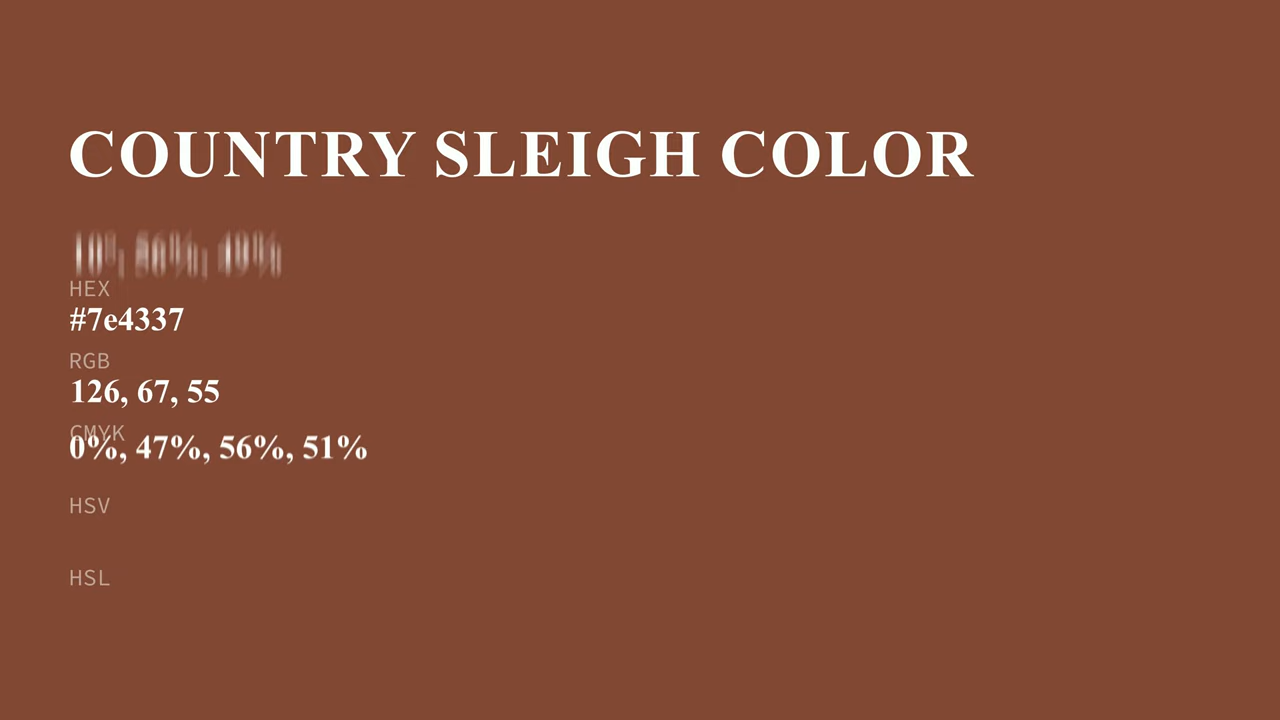 COUNTRY SLEIGH COLOR
HEX
#7e4337
RGB
126, 67, 55
CMYK
0%, 47%, 56%, 51%
HSV
HSL